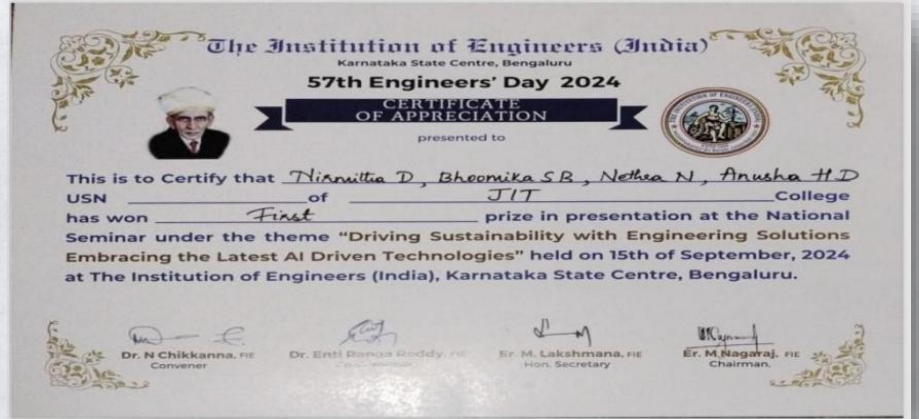 The Institution of Engineers (India)
Karnataka State Centre, Bengaluru
57th Engineers' Day 2024
CERTIFICATE
OF APPRECIATION
presented to
This is to Certify that Nirmitha D, Bhoomika S B, Nethra N, Anusha H D
USN of JIT College
has won First prize in presentation at the National
Seminar under the theme "Driving Sustainability with Engineering Solutions
Embracing the Latest AI Driven Technologies" held on 15th of September, 2024
at The Institution of Engineers (India), Karnataka State Centre, Bengaluru.
Dr. N Chikkanna, FIE Dr. Enti Ranga Reddy, FIE Er. M. Lakshmana, FIE Er. M Nagaraj, FIE
Convener Hon. Secretary Chairman.